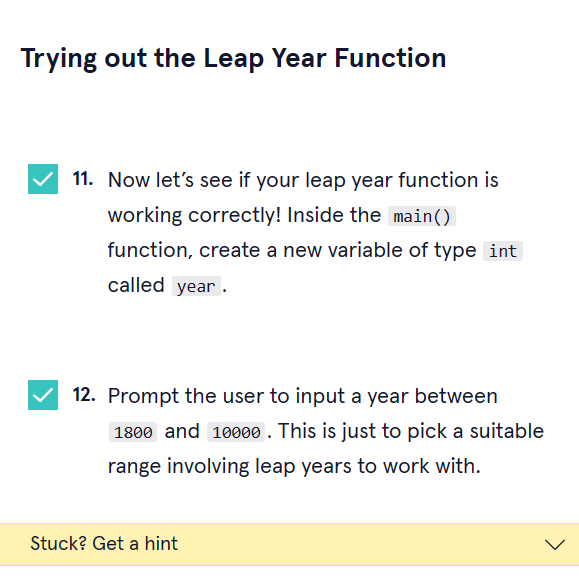 Trying out the Leap Year Function
11. Now let’s see if your leap year function is
working correctly! Inside the main()
function, create a new variable of type int
called year.
12. Prompt the user to input a year between
1800 and 10000. This is just to pick a suitable
range involving leap years to work with.
Stuck? Get a hint